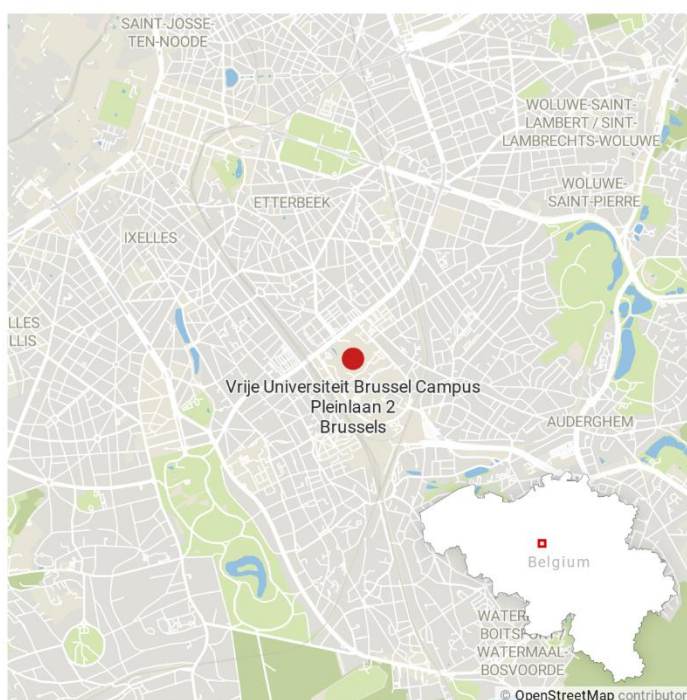 SAINT-JOSSE-
TEN-NOODE
WOLUWE-SAINT-
LAMBERT / SINT-
LAMBRECHTS-WOLUWE
WOLUWE-
SAINT-PIERRE
ETTERBEEK
IXELLES
LLES
LLIS
Vrije Universiteit Brussel Campus
Pleinlaan 2
Brussels
AUDERGHEM
Belgium
WATER
BOITSFORT /
WATERMAAL-
BOSVOORDE
© OpenStreetMap contributor